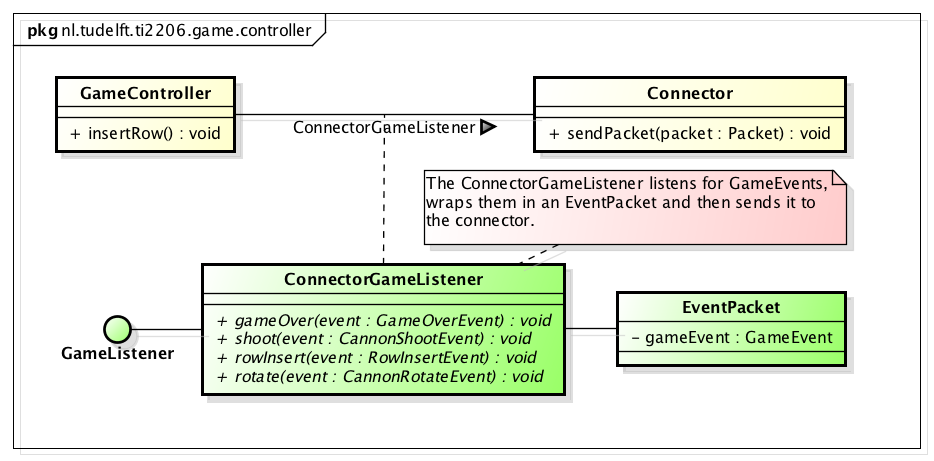 pkg nl.tudelft.ti2206.game.controller
GameController
+ insertRow() : void
ConnectorGameListener
Connector
+ sendPacket(packet : Packet) : void
The ConnectorGameListener listens for GameEvents,
wraps them in an EventPacket and then sends it to
the connector.
GameListener
ConnectorGameListener
+ gameOver(event : GameOverEvent) : void
+ shoot(event : CannonShootEvent) : void
+ rowInsert(event : RowInsertEvent) : void
+ rotate(event : CannonRotateEvent) : void
EventPacket
- gameEvent : GameEvent